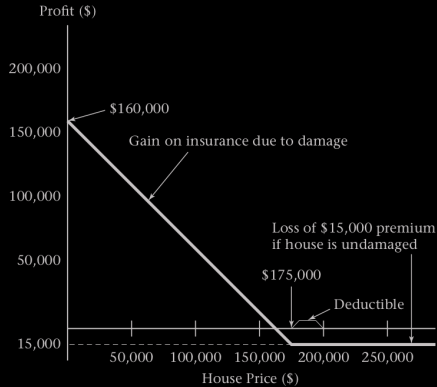 Profit ($)
200,000
$160,000
150,000
Gain on insurance due to damage
100,000
Loss of $15,000 premium
if house is undamaged
50,000
$175,000
Deductible
15,000
50,000 100,000 150,000 200,000 250,000
House Price ($)